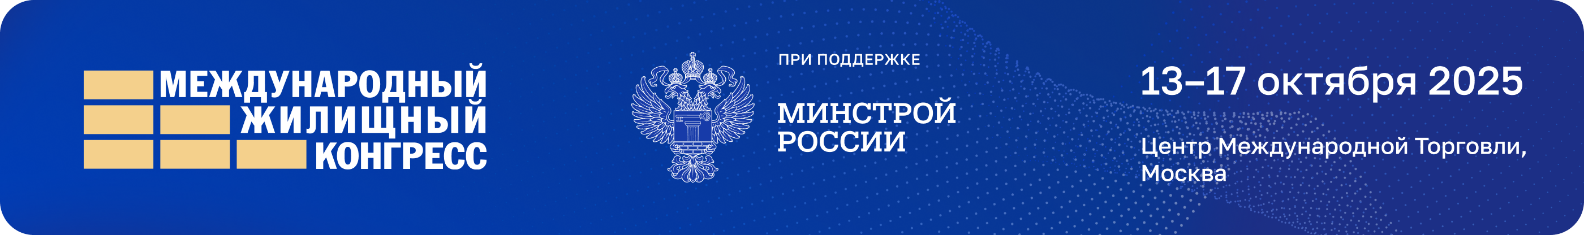 МЕЖДУНАРОДНЫЙ
ЖИЛИЩНЫЙ
КОНГРЕСС
ПРИ ПОДДЕРЖКЕ
МИНСТРОЙ
РОССИИ
13–17 октября 2025
Центр Международной Торговли,
Москва